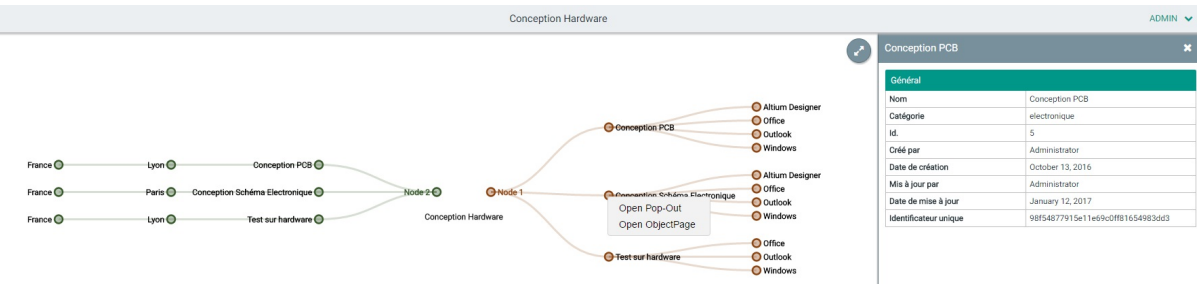 Conception Hardware
ADMIN
Conception PCB
Général
Nom Conception PCB
Catégorie electronique
Id. 5
Créé par Administrator
Date de création October 13, 2016
Mis à jour par Administrator
Date de mise à jour January 12, 2017
Identificateur unique 98f54877915e11e69c0ff81654983dd3
France Lyon Conception PCB
France Paris Conception Schéma Electronique
France Lyon Test sur hardware
Node 2
Node 1
Conception Hardware
Conception PCB
Altium Designer
Office
Outlook
Windows
Conception Schéma Electronique
Altium Designer
Office
Outlook
Windows
Open Pop-Out
Open ObjectPage
Test sur hardware
Office
Outlook
Windows